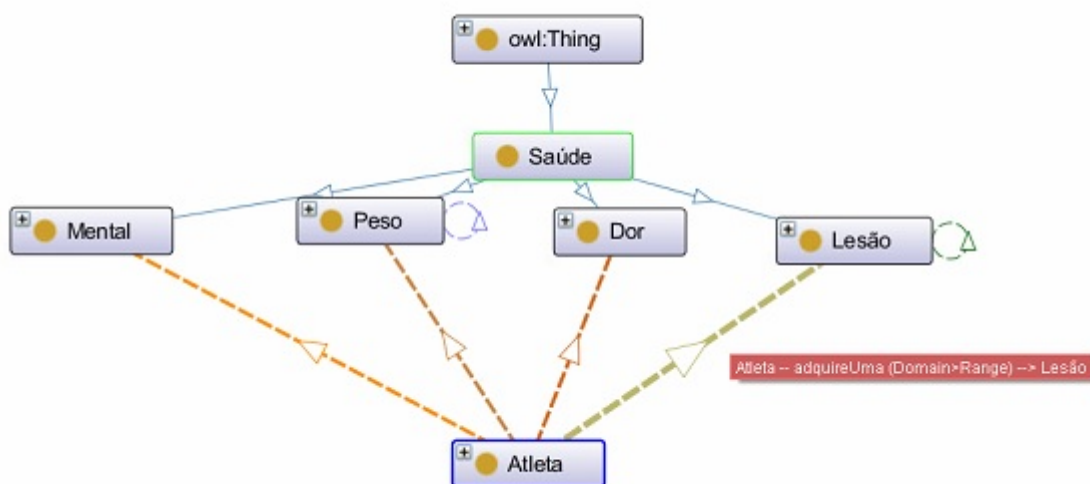 owl:Thing
Saúde
Mental
Peso
Dor
Lesão
Atleta -- adquireUma (Domain>Range) --> Lesão
Atleta